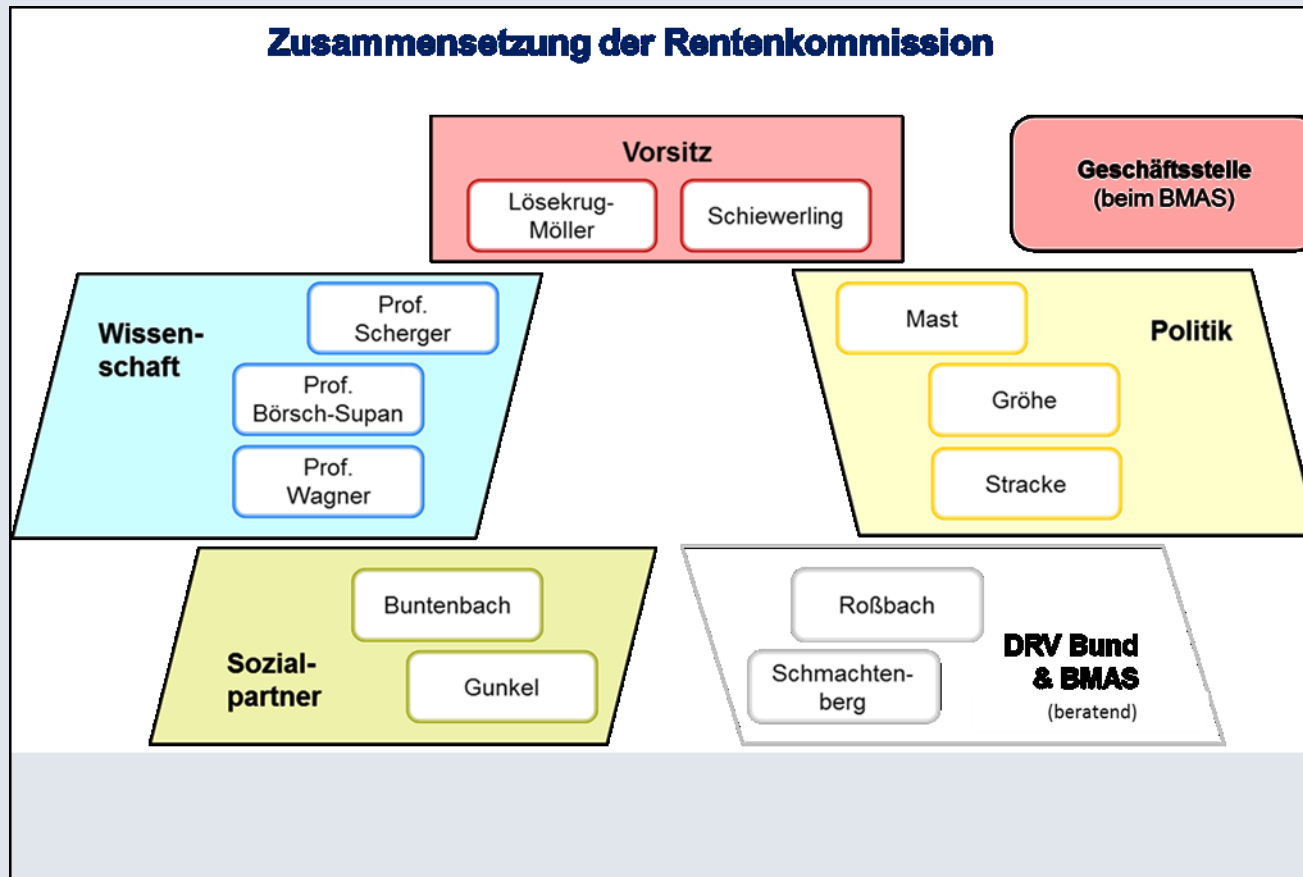 Zusammensetzung der Rentenkommission
Vorsitz
Lösekrug-
Möller
Schiewerling
Geschäftsstelle
(beim BMAS)
Wissen-
schaft
Prof.
Scherger
Prof.
Börsch-Supan
Prof.
Wagner
Mast
Politik
Gröhe
Stracke
Buntenbach
Sozial-
partner
Gunkel
Roßbach
DRV Bund
& BMAS
(beratend)
Schmachten-
berg